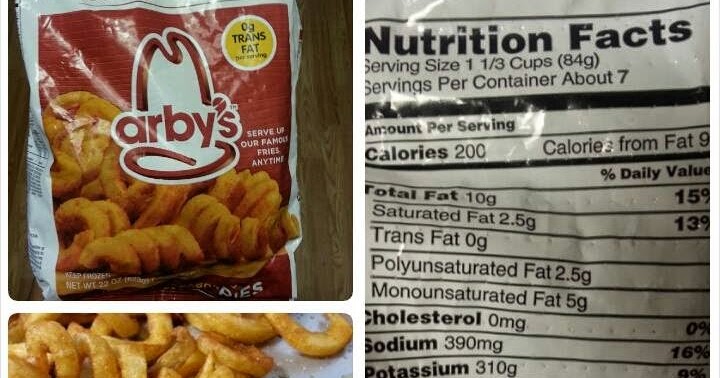 0g
TRANS
FAT
per serving
arby's
SERVE UP
OUR FAMOUS
FRIES
ANYTIME
KEEP FROZEN
NET WT. 22 OZ
Nutrition Facts
Serving Size 1 1/3 Cups (84g)
Servings Per Container About 7
Amount Per Serving
Calories 200 Calories from Fat 9
% Daily Value
Total Fat 10g 15%
Saturated Fat 2.5g 13%
Trans Fat 0g
Polyunsaturated Fat 2.5g
Monounsaturated Fat 5g
Cholesterol 0mg 0%
Sodium 390mg 16%
Potassium 310g 9%